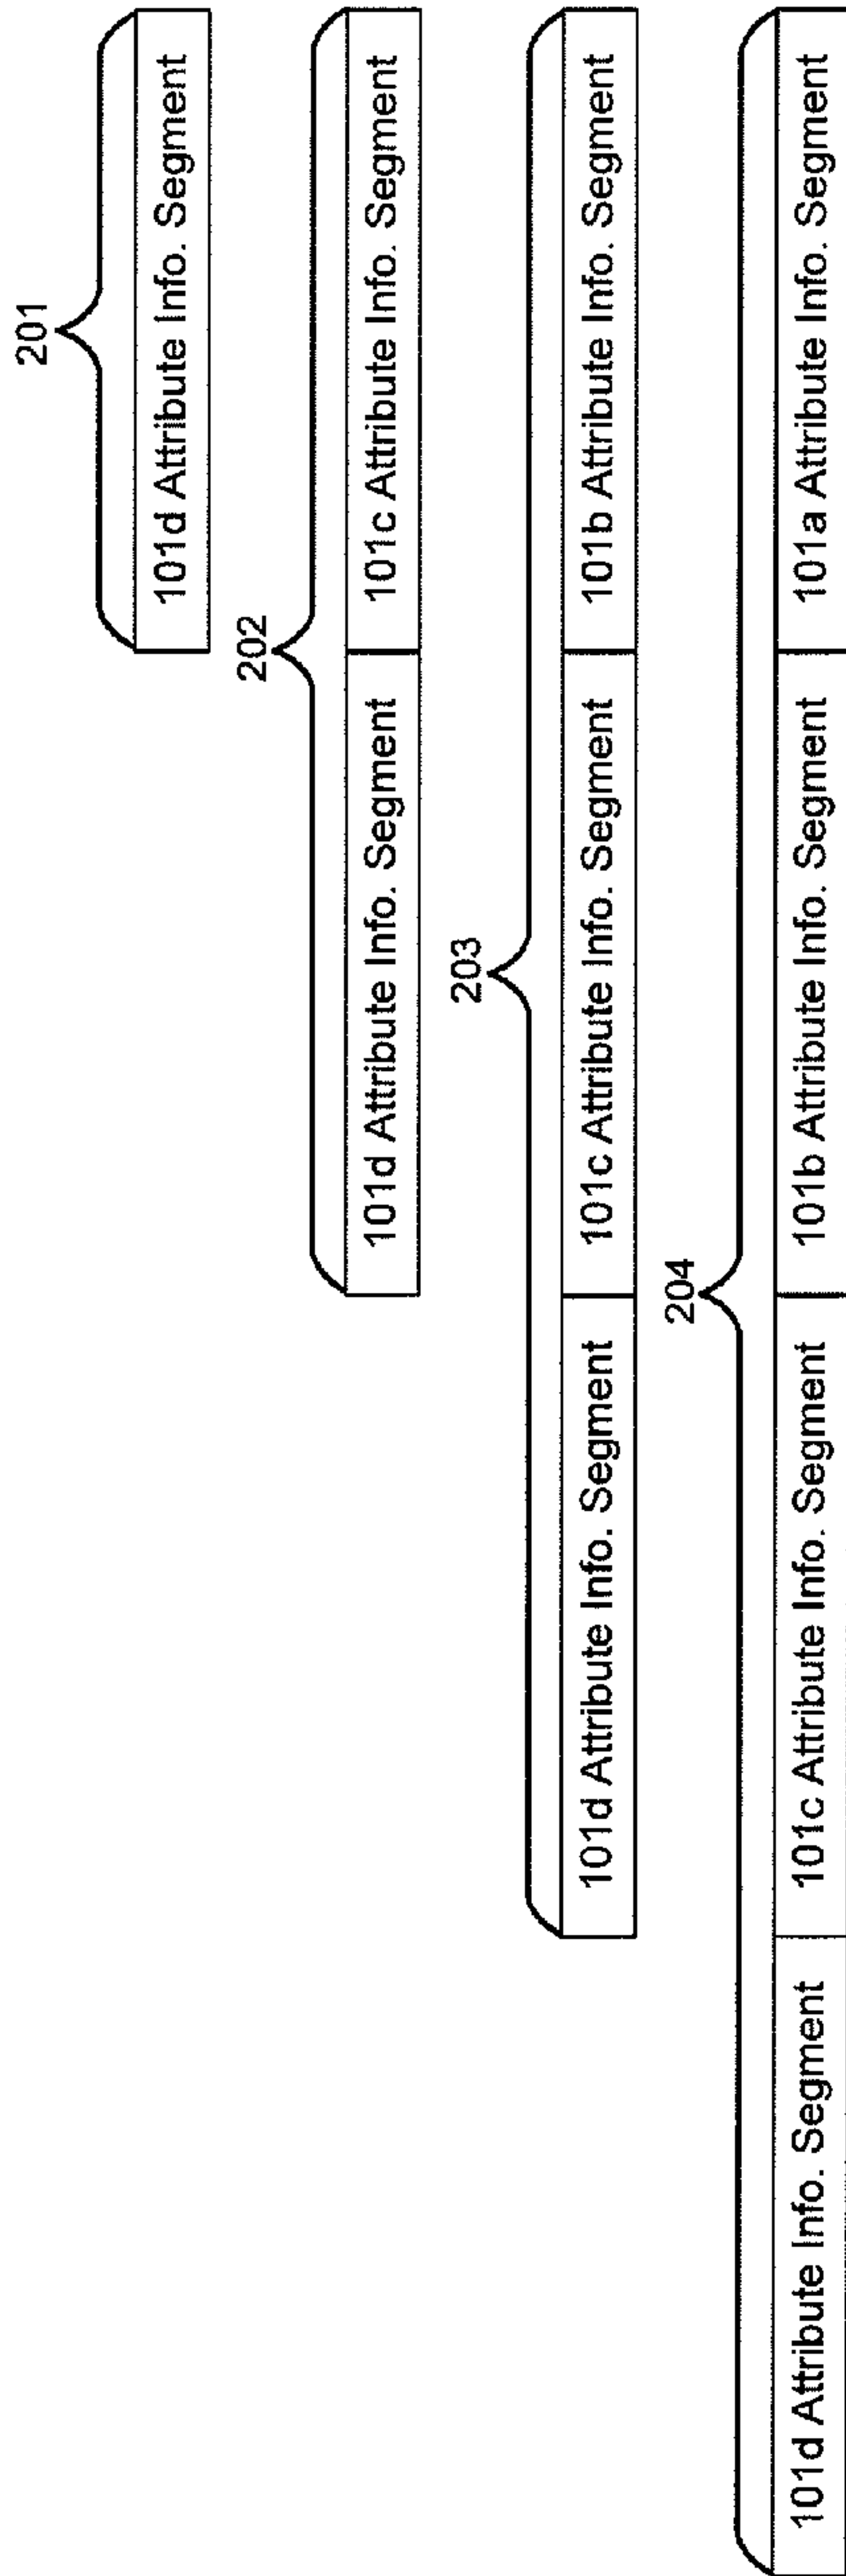 201
101d Attribute Info. Segment
202
101d Attribute Info. Segment 101c Attribute Info. Segment
203
101d Attribute Info. Segment 101c Attribute Info. Segment 101b Attribute Info. Segment
204
101d Attribute Info. Segment 101c Attribute Info. Segment 101b Attribute Info. Segment 101a Attribute Info. Segment